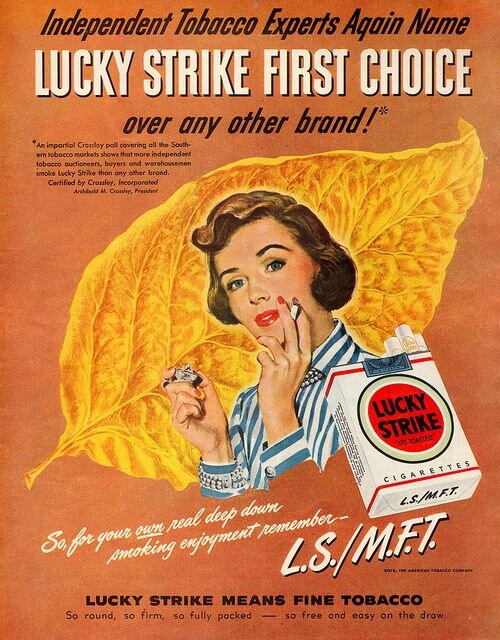 Independent Tobacco Experts Again Name
LUCKY STRIKE FIRST CHOICE
over any other brand!*
*An impartial Crossley poll covering all the South-
ern tobacco markets shows that more independent
tobacco auctioneers, buyers and warehousemen
smoke Lucky Strike than any other brand.
Certified by Crossley, Incorporated
Archibald M. Crossley, President
LUCKY
STRIKE
"IT'S TOASTED"
CIGARETTES
L.S./M.F.T.
So, for your own real deep down
smoking enjoyment remember—
L.S./M.F.T.
COPR., THE AMERICAN TOBACCO COMPANY
LUCKY STRIKE MEANS FINE TOBACCO
So round, so firm, so fully packed — so free and easy on the draw